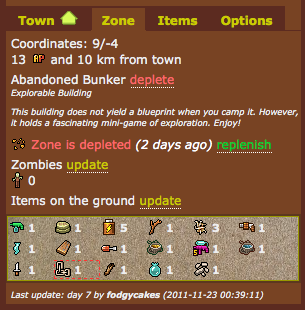 Town Zone Items Options
Coordinates: 9/-4
13 AP and 10 km from town
Abandoned Bunker deplete
Explorable Building
This building does not yield a blueprint when you camp it. However,
it holds a fascinating mini-game of exploration. Enjoy!
Zone is depleted (2 days ago) replenish
Zombies update
0
Items on the ground update
1 1 5 1 3 1
1 1 1 1 1 1
1 1 1 1 1
Last update: day 7 by fodgycakes (2011-11-23 00:39:11)